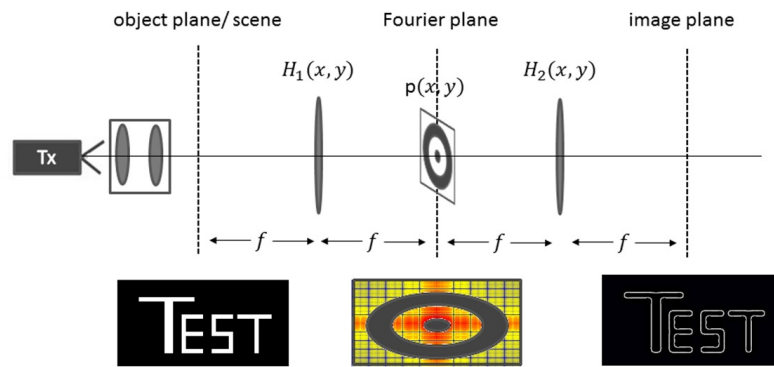 object plane/ scene
Fourier plane
image plane
H₁(x, y)
p(x, y)
H₂(x, y)
Tx
f
f
f
f
TEST
TEST